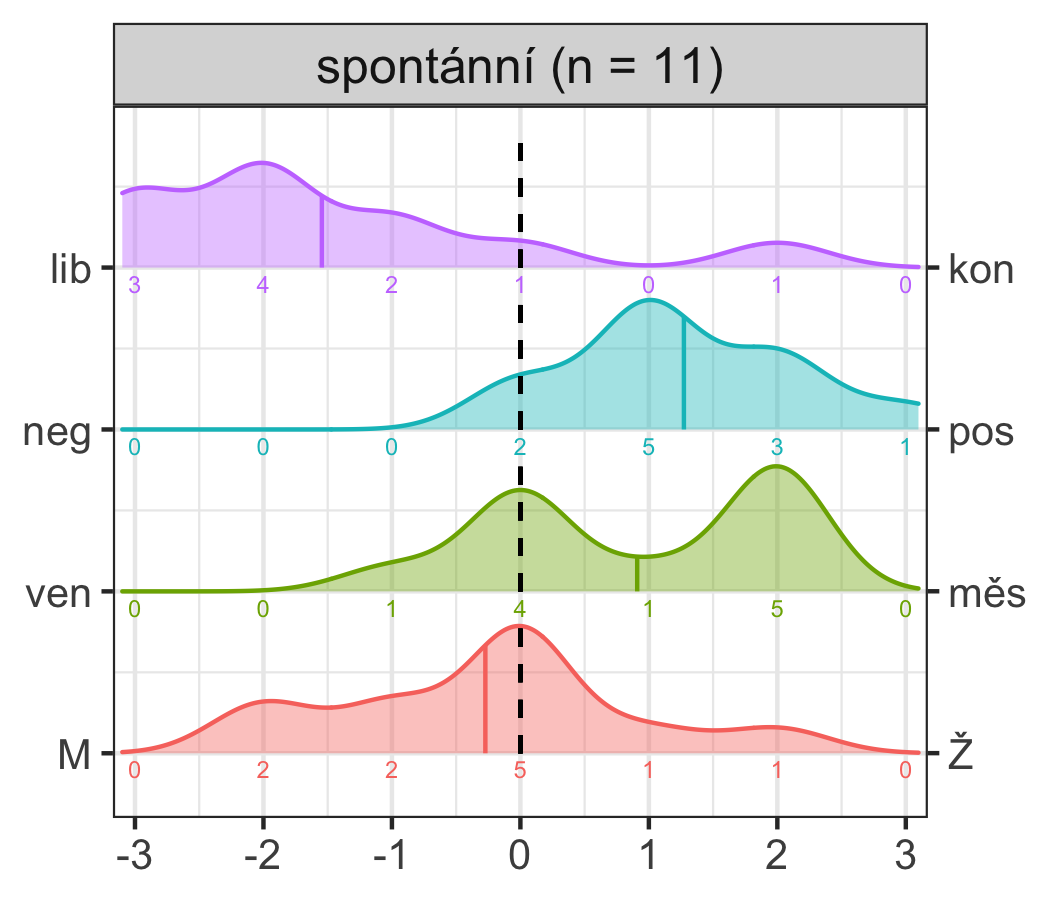 spontánní (n = 11)
lib kon
3 4 2 1 0 1 0
neg pos
0 0 0 2 5 3 1
ven měs
0 0 1 4 1 5 0
M Ž
0 2 2 5 1 1 0
-3 -2 -1 0 1 2 3